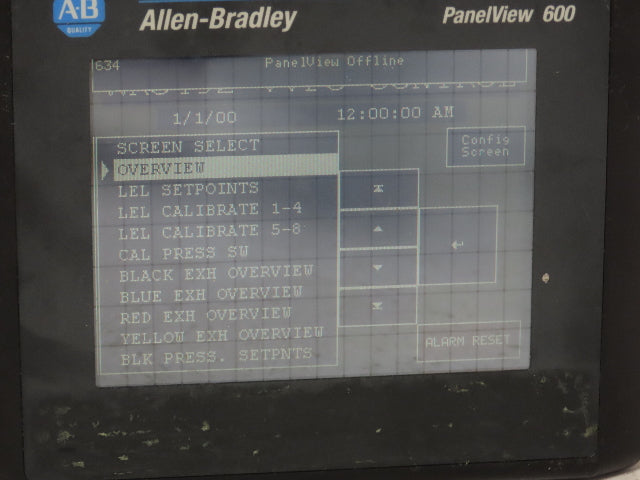 A-B
QUALITY
Allen-Bradley
PanelView 600
634
PanelView Offline
CONTROL
1/1/00
12:00:00 AM
SCREEN SELECT
OVERVIEW
LEL SETPOINTS
LEL CALIBRATE 1-4
LEL CALIBRATE 5-8
CAL PRESS SW
BLACK EXH OVERVIEW
BLUE EXH OVERVIEW
RED EXH OVERVIEW
YELLOW EXH OVERVIEW
BLK PRESS. SETPNTS
Config
Screen
ALARM RESET